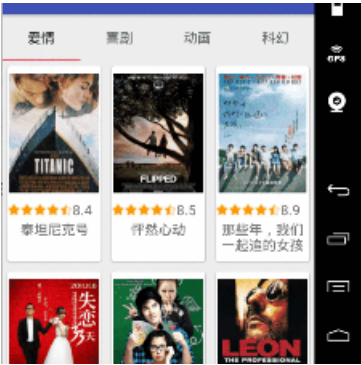 爱情 喜剧 动画 科幻
GPS
TITANIC
FLIPPED
8.4 8.5 8.9
泰坦尼克号 怦然心动 那些年，我们
一起追的女孩
失恋
天
LEON
THE PROFESSIONAL